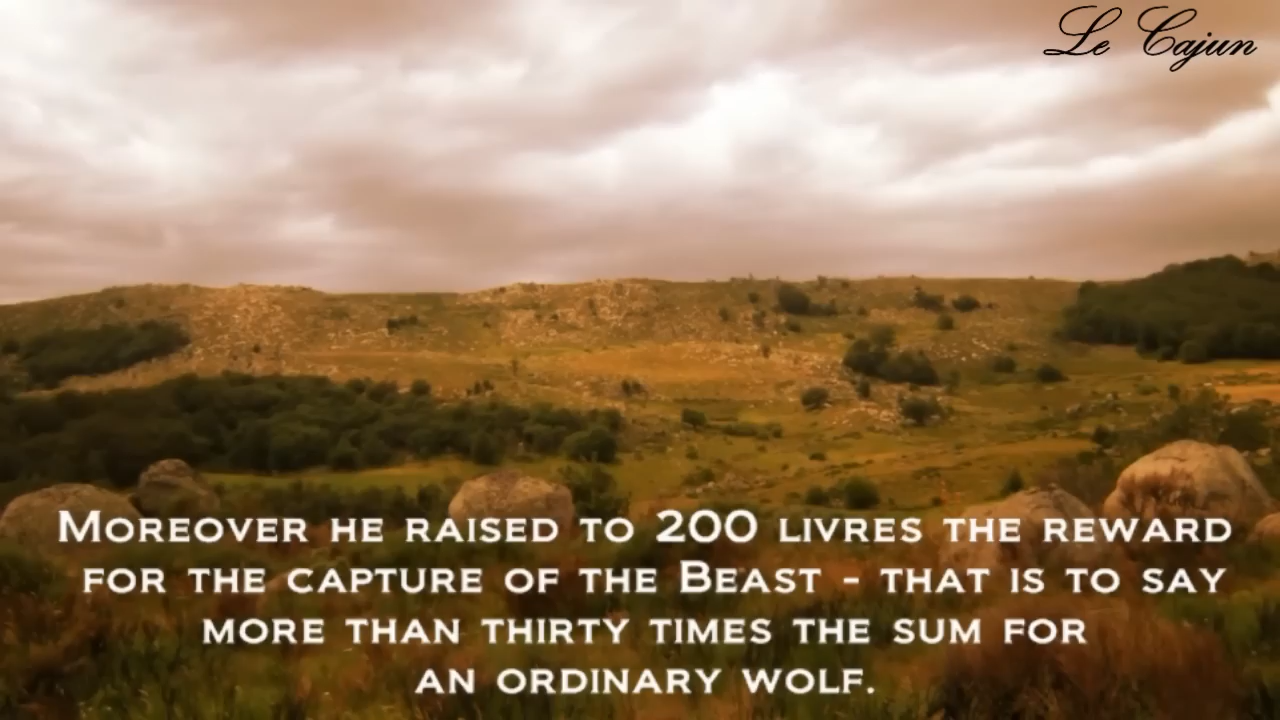 Le Cajun
Moreover he raised to 200 livres the reward
for the capture of the Beast - that is to say
more than thirty times the sum for
an ordinary wolf.